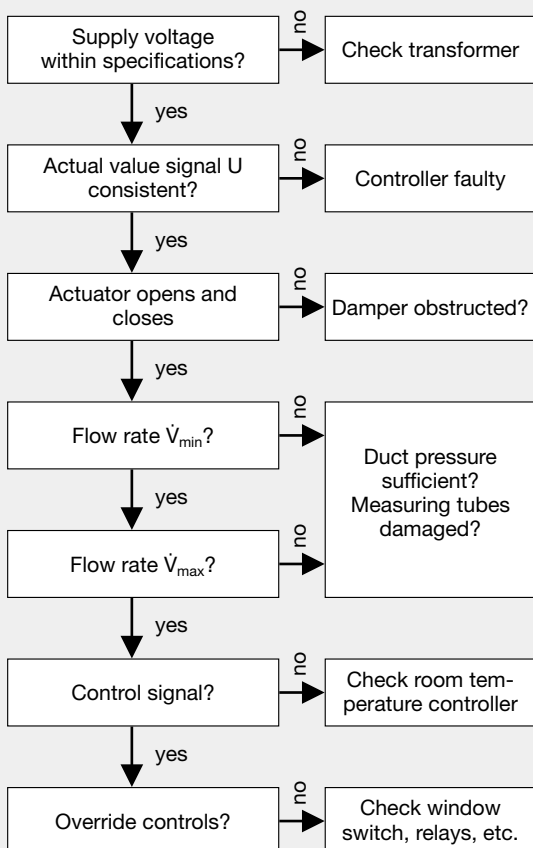 Supply voltage
within specifications?
no
Check transformer
yes
Actual value signal U
consistent?
no
Controller faulty
yes
Actuator opens and
closes
no
Damper obstructed?
yes
Flow rate V̇min?
no
Duct pressure
sufficient?
Measuring tubes
damaged?
yes
Flow rate V̇max?
no
yes
Control signal?
no
Check room tem-
perature controller
yes
Override controls?
no
Check window
switch, relays, etc.